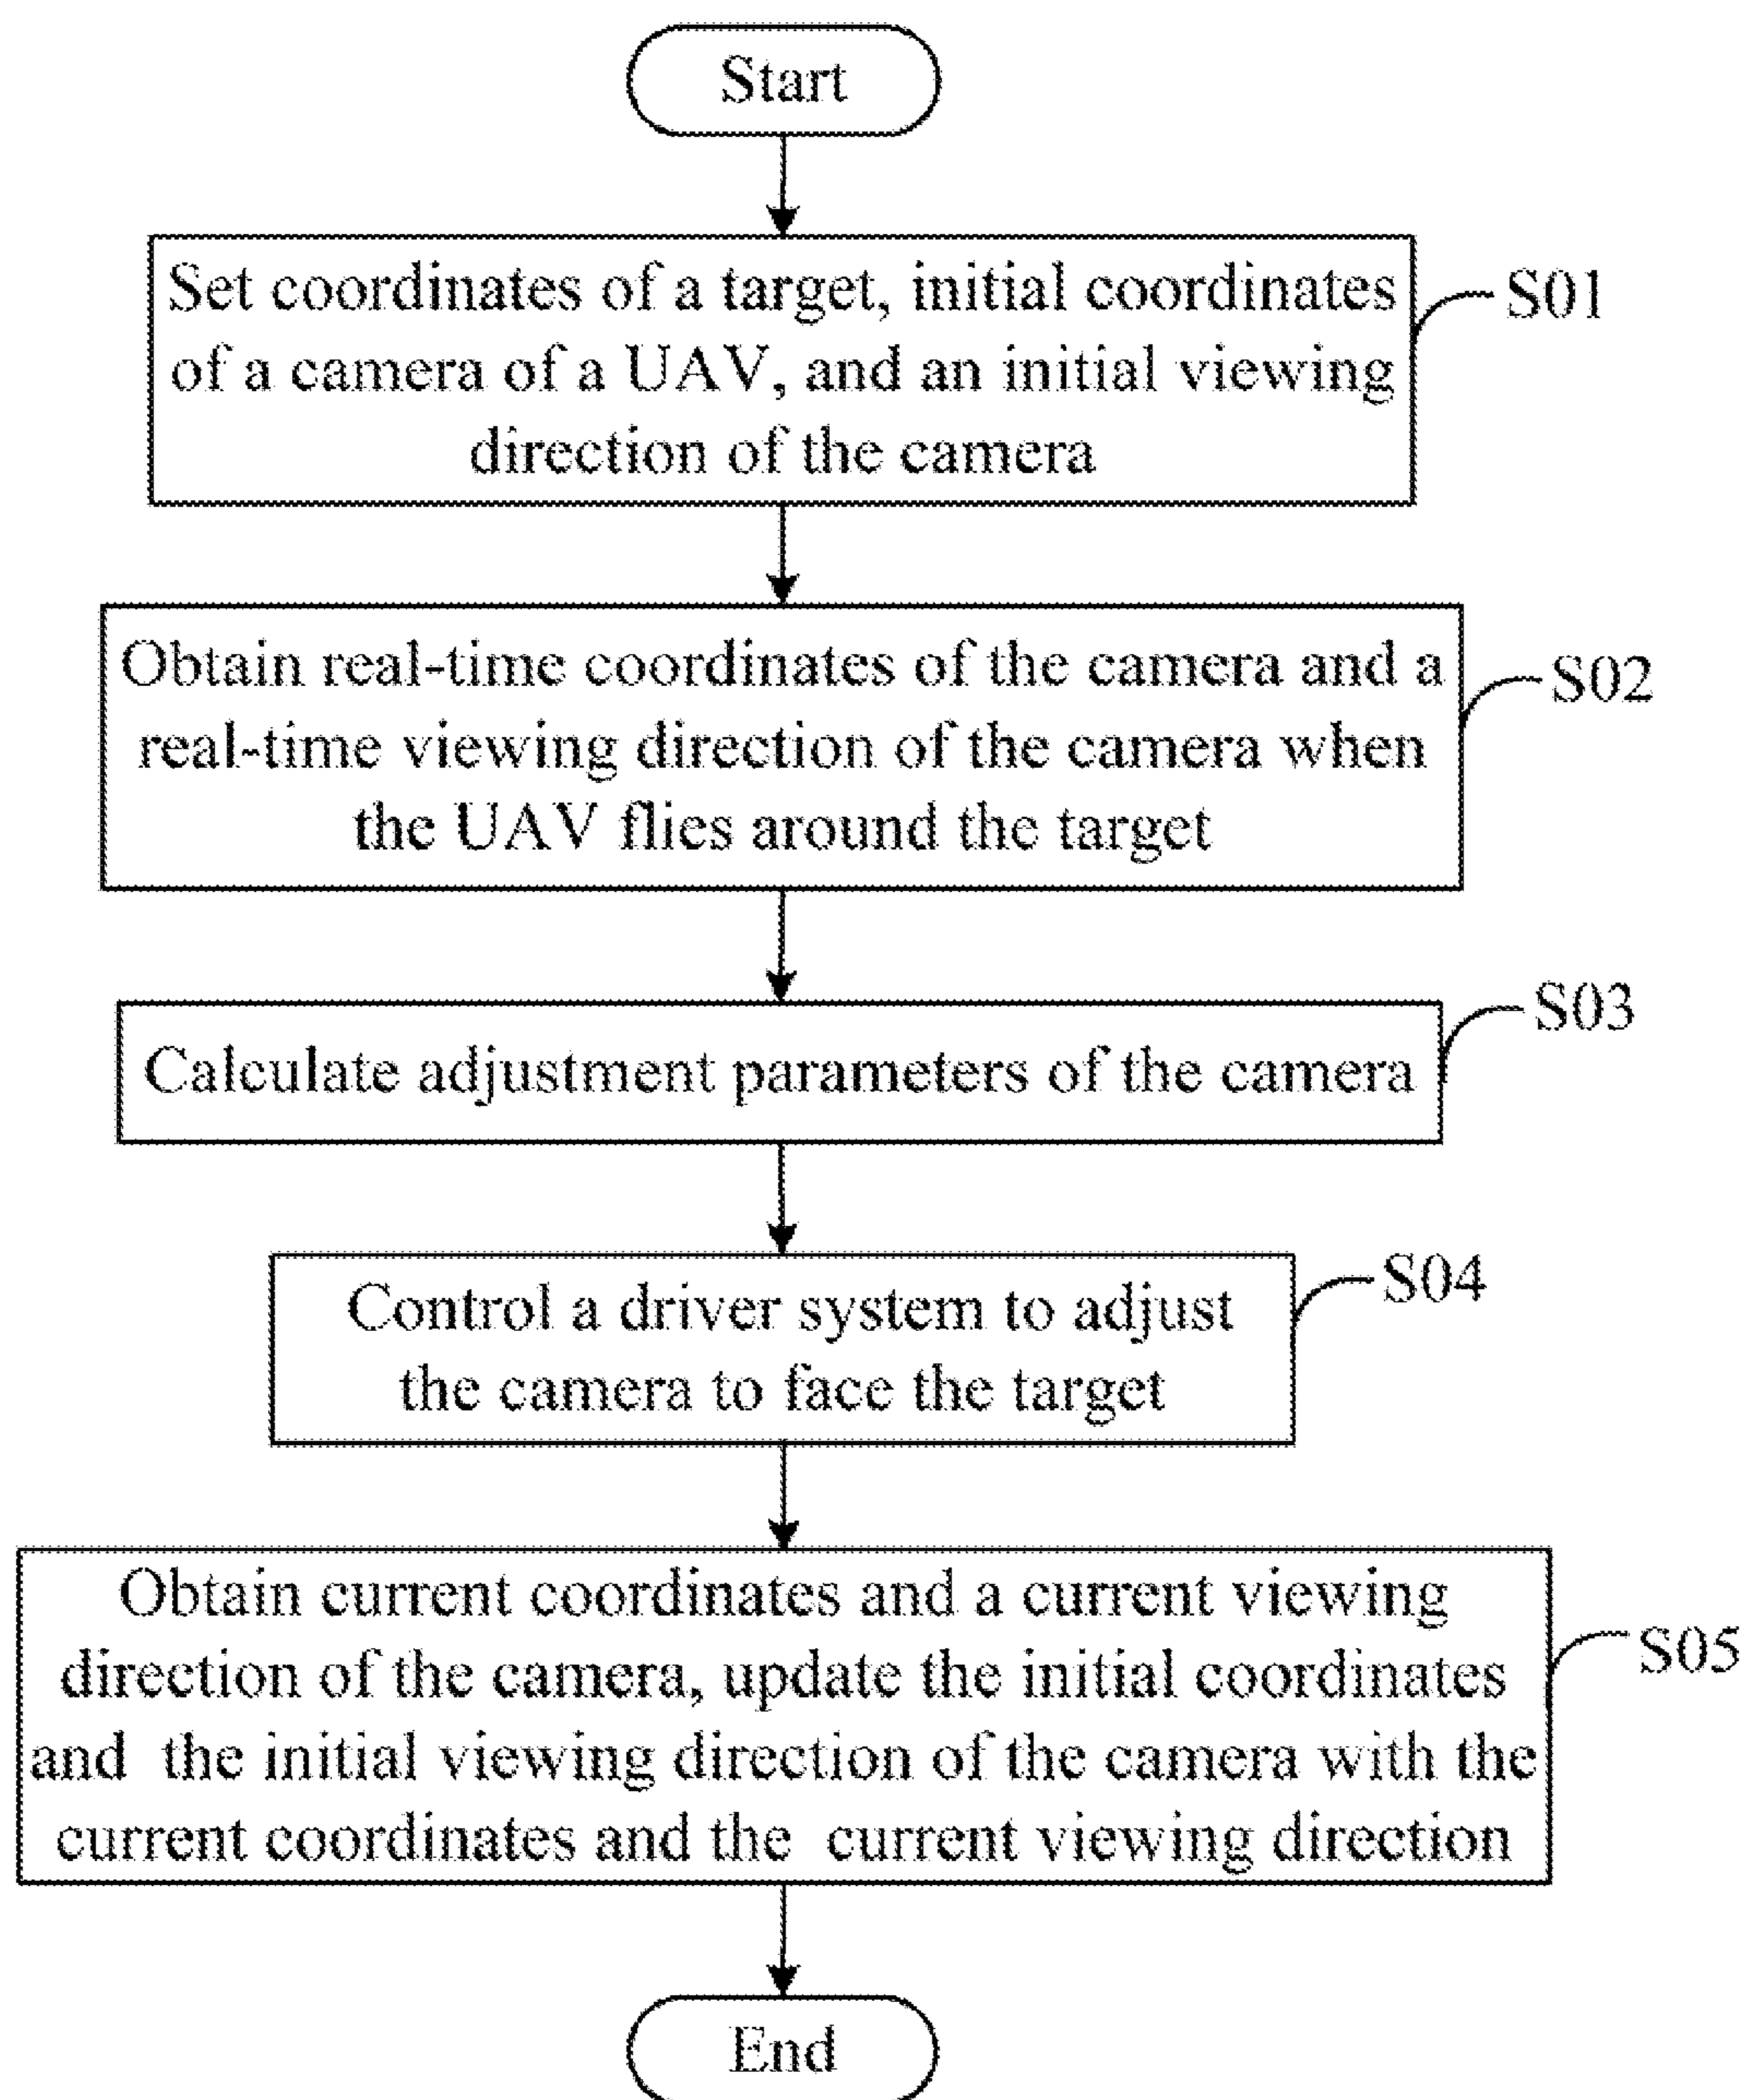 Start
Set coordinates of a target, initial coordinates
of a camera of a UAV, and an initial viewing
direction of the camera
S01
Obtain real-time coordinates of the camera and a
real-time viewing direction of the camera when
the UAV flies around the target
S02
Calculate adjustment parameters of the camera
S03
Control a driver system to adjust
the camera to face the target
S04
Obtain current coordinates and a current viewing
direction of the camera, update the initial coordinates
and the initial viewing direction of the camera with the
current coordinates and the current viewing direction
S05
End